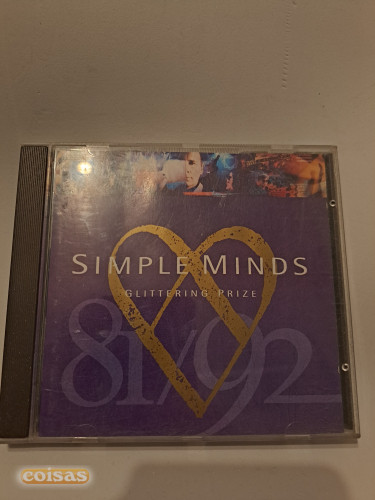 SIMPLE MINDS
GLITTERING PRIZE
81/92
coisas